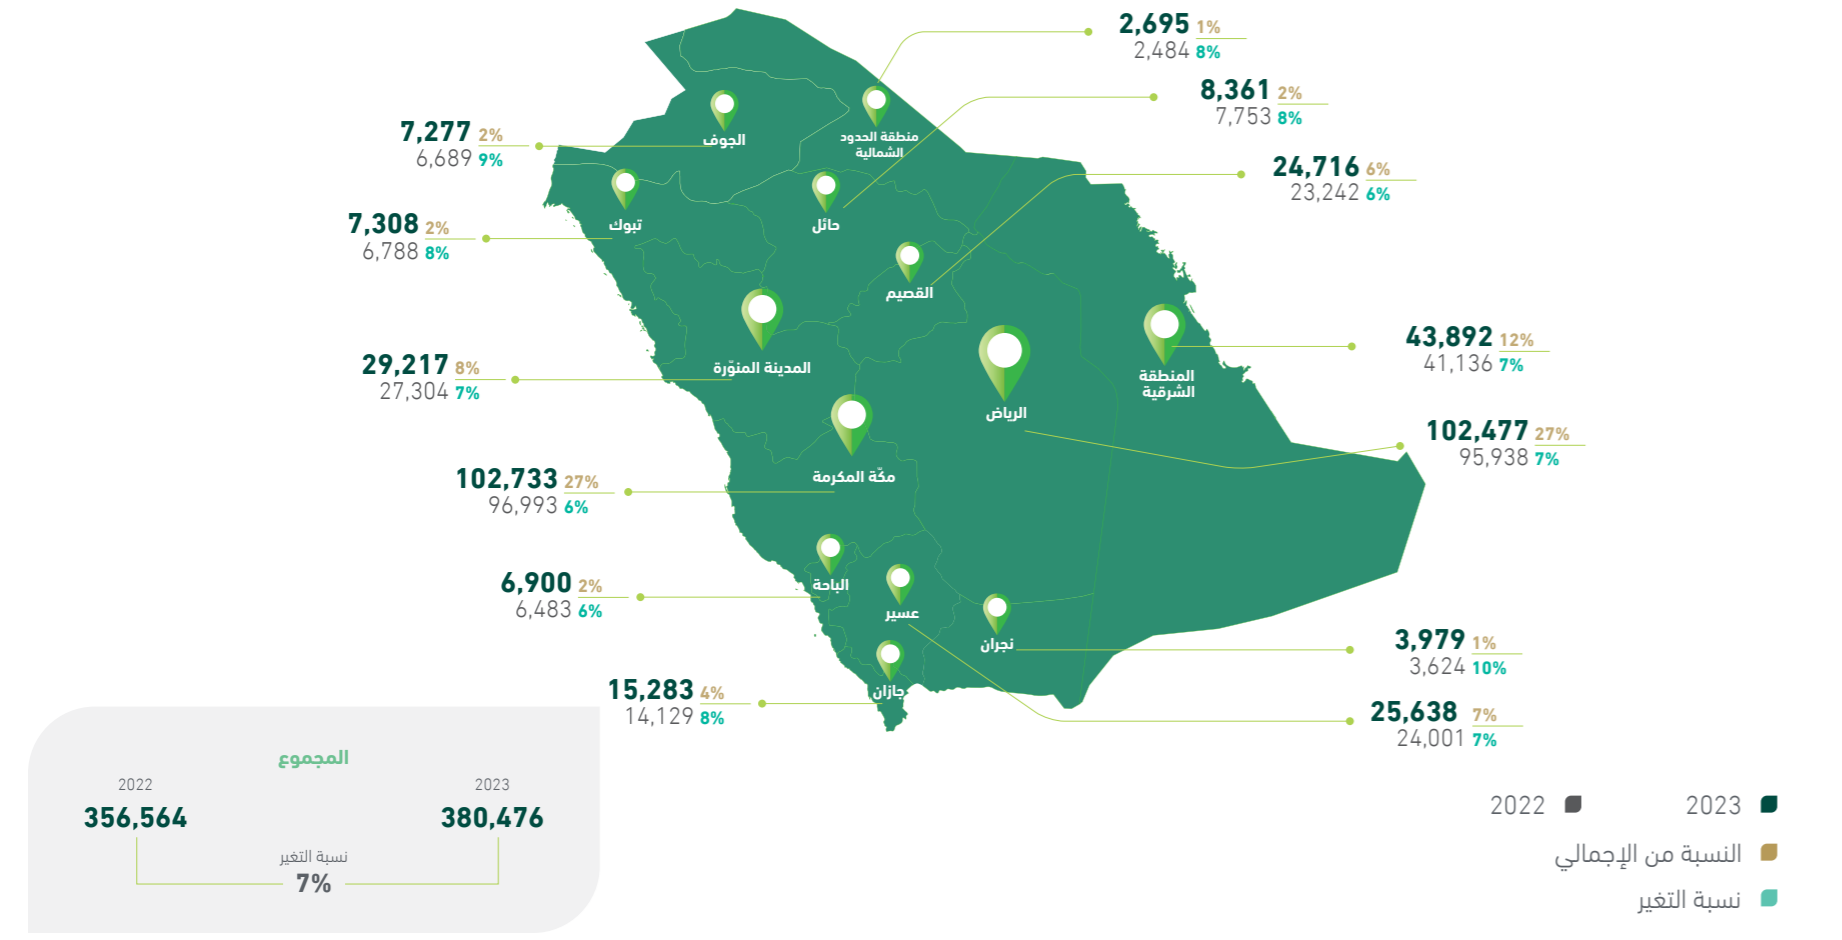 2,695 1%
2,484 8%
8,361 2%
7,753 8%
7,277 2%
6,689 9%
الجوف
منطقة الحدود
الشمالية
24,716 6%
23,242 6%
7,308 2%
6,788 8%
تبوك
حائل
القصيم
43,892 12%
41,136 7%
29,217 8%
27,304 7%
المدينة المنوّرة
المنطقة
الشرقية
الرياض
102,477 27%
95,938 7%
102,733 27%
96,993 6%
مكّة المكرمة
6,900 2%
6,483 6%
الباحة
عسير
نجران
3,979 1%
3,624 10%
15,283 4%
14,129 8%
جازان
25,638 7%
24,001 7%
المجموع
2023 2022
380,476 356,564
نسبة التغير
7%
2023 2022
النسبة من الإجمالي
نسبة التغير